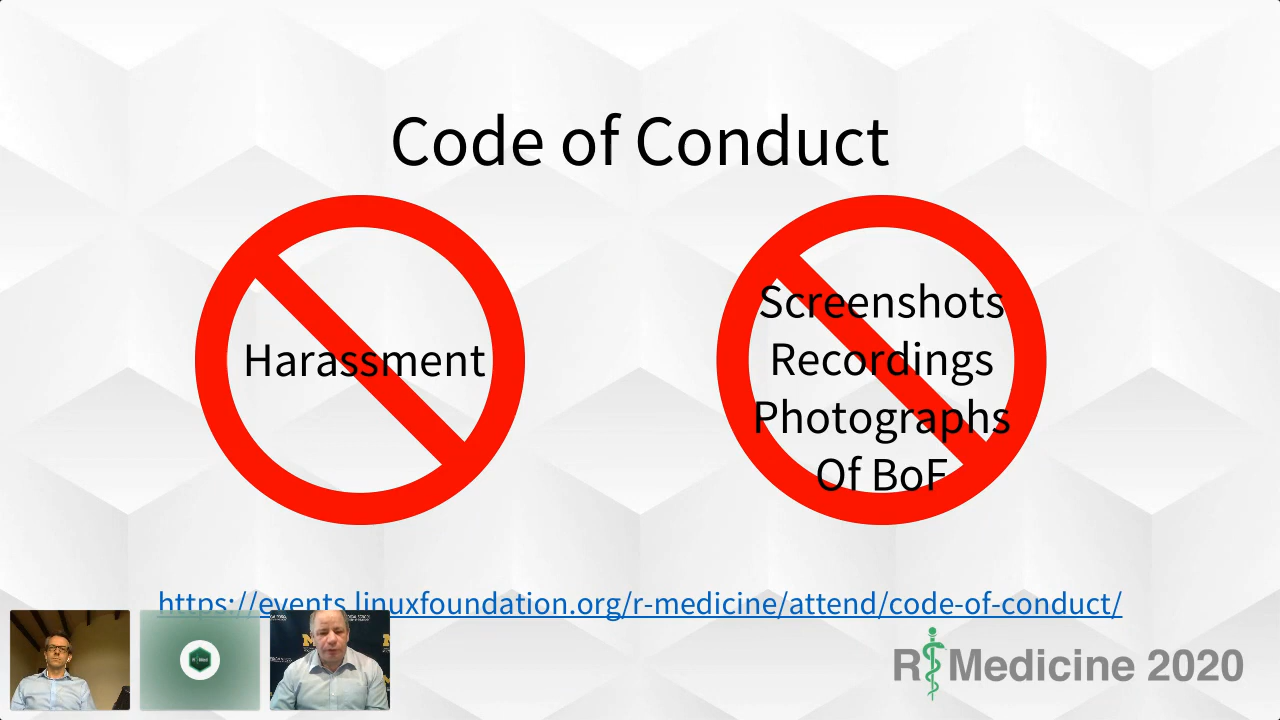 Code of Conduct
Harassment
Screenshots
Recordings
Photographs
Of BoF
https://events.linuxfoundation.org/r-medicine/attend/code-of-conduct/
R Medicine 2020